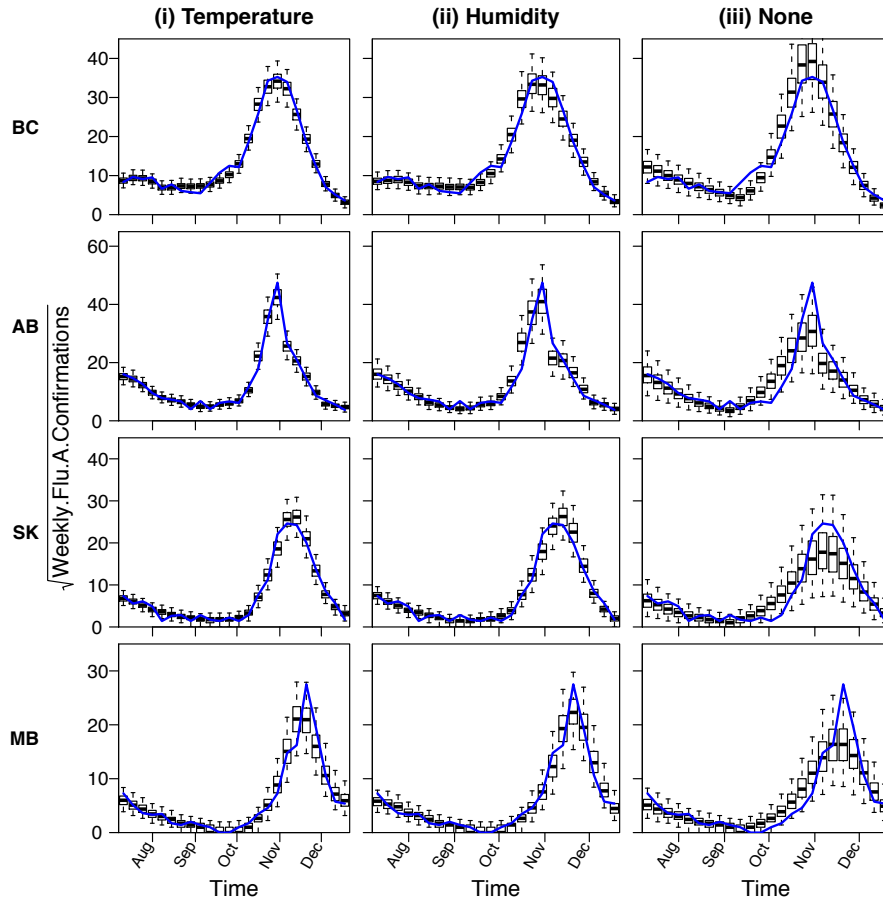 (i) Temperature (ii) Humidity (iii) None
BC
40
30
20
10
0
AB
60
40
20
0
SK
40
30
20
10
0
MB
30
20
10
0
√Weekly.Flu.A.Confirmations
Aug Sep Oct Nov Dec
Aug Sep Oct Nov Dec
Aug Sep Oct Nov Dec
Time Time Time